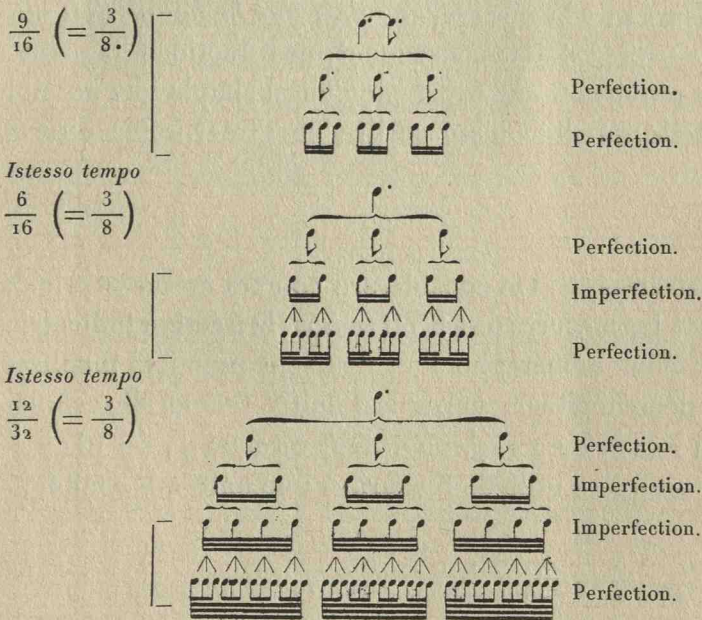 9/16 (= 3/8.)
Perfection.
Perfection.
Istesso tempo
6/16 (= 3/8)
Perfection.
Imperfection.
Perfection.
Istesso tempo
12/32 (= 3/8)
Perfection.
Imperfection.
Imperfection.
Perfection.